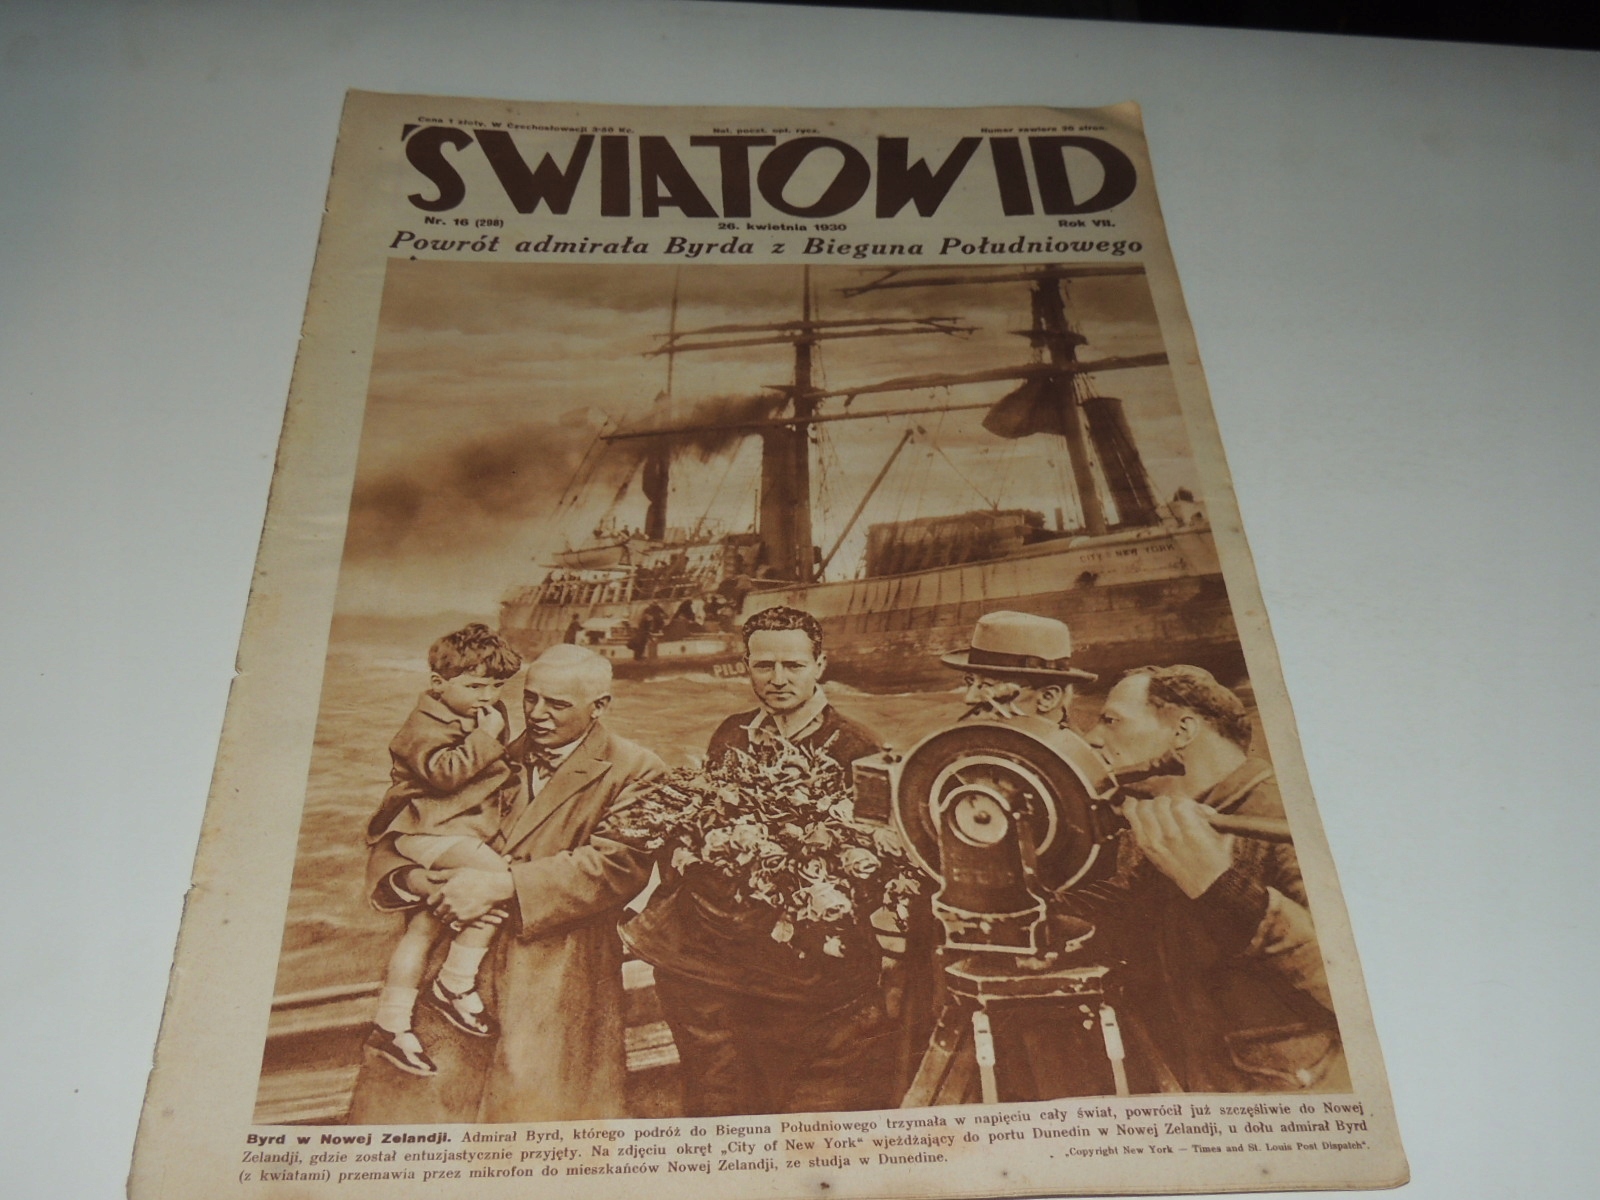 Cena 1 złoty. W Czechosłowacji 3·50 Kc.
Nal. poczt. opł. rycz.
Numer zawiera 20 stron.
ŚWIATOWID
Nr. 16 (298)
26. kwietnia 1930
Rok VII.
Powrót admirała Byrda z Bieguna Południowego
CITY NEW YORK
PILO
Byrd w Nowej Zelandji. Admirał Byrd, którego podróż do Bieguna Południowego trzymała w napięciu cały świat, powrócił już szczęśliwie do Nowej
Zelandji, gdzie został entuzjastycznie przyjęty. Na zdjęciu okręt „City of New York“ wjeżdżający do portu Dunedin w Nowej Zelandji, u dołu admirał Byrd
(z kwiatami) przemawia przez mikrofon do mieszkańców Nowej Zelandji, ze studja w Dunedine.
„Copyright New York — Times and St. Louis Post Dispatch“.